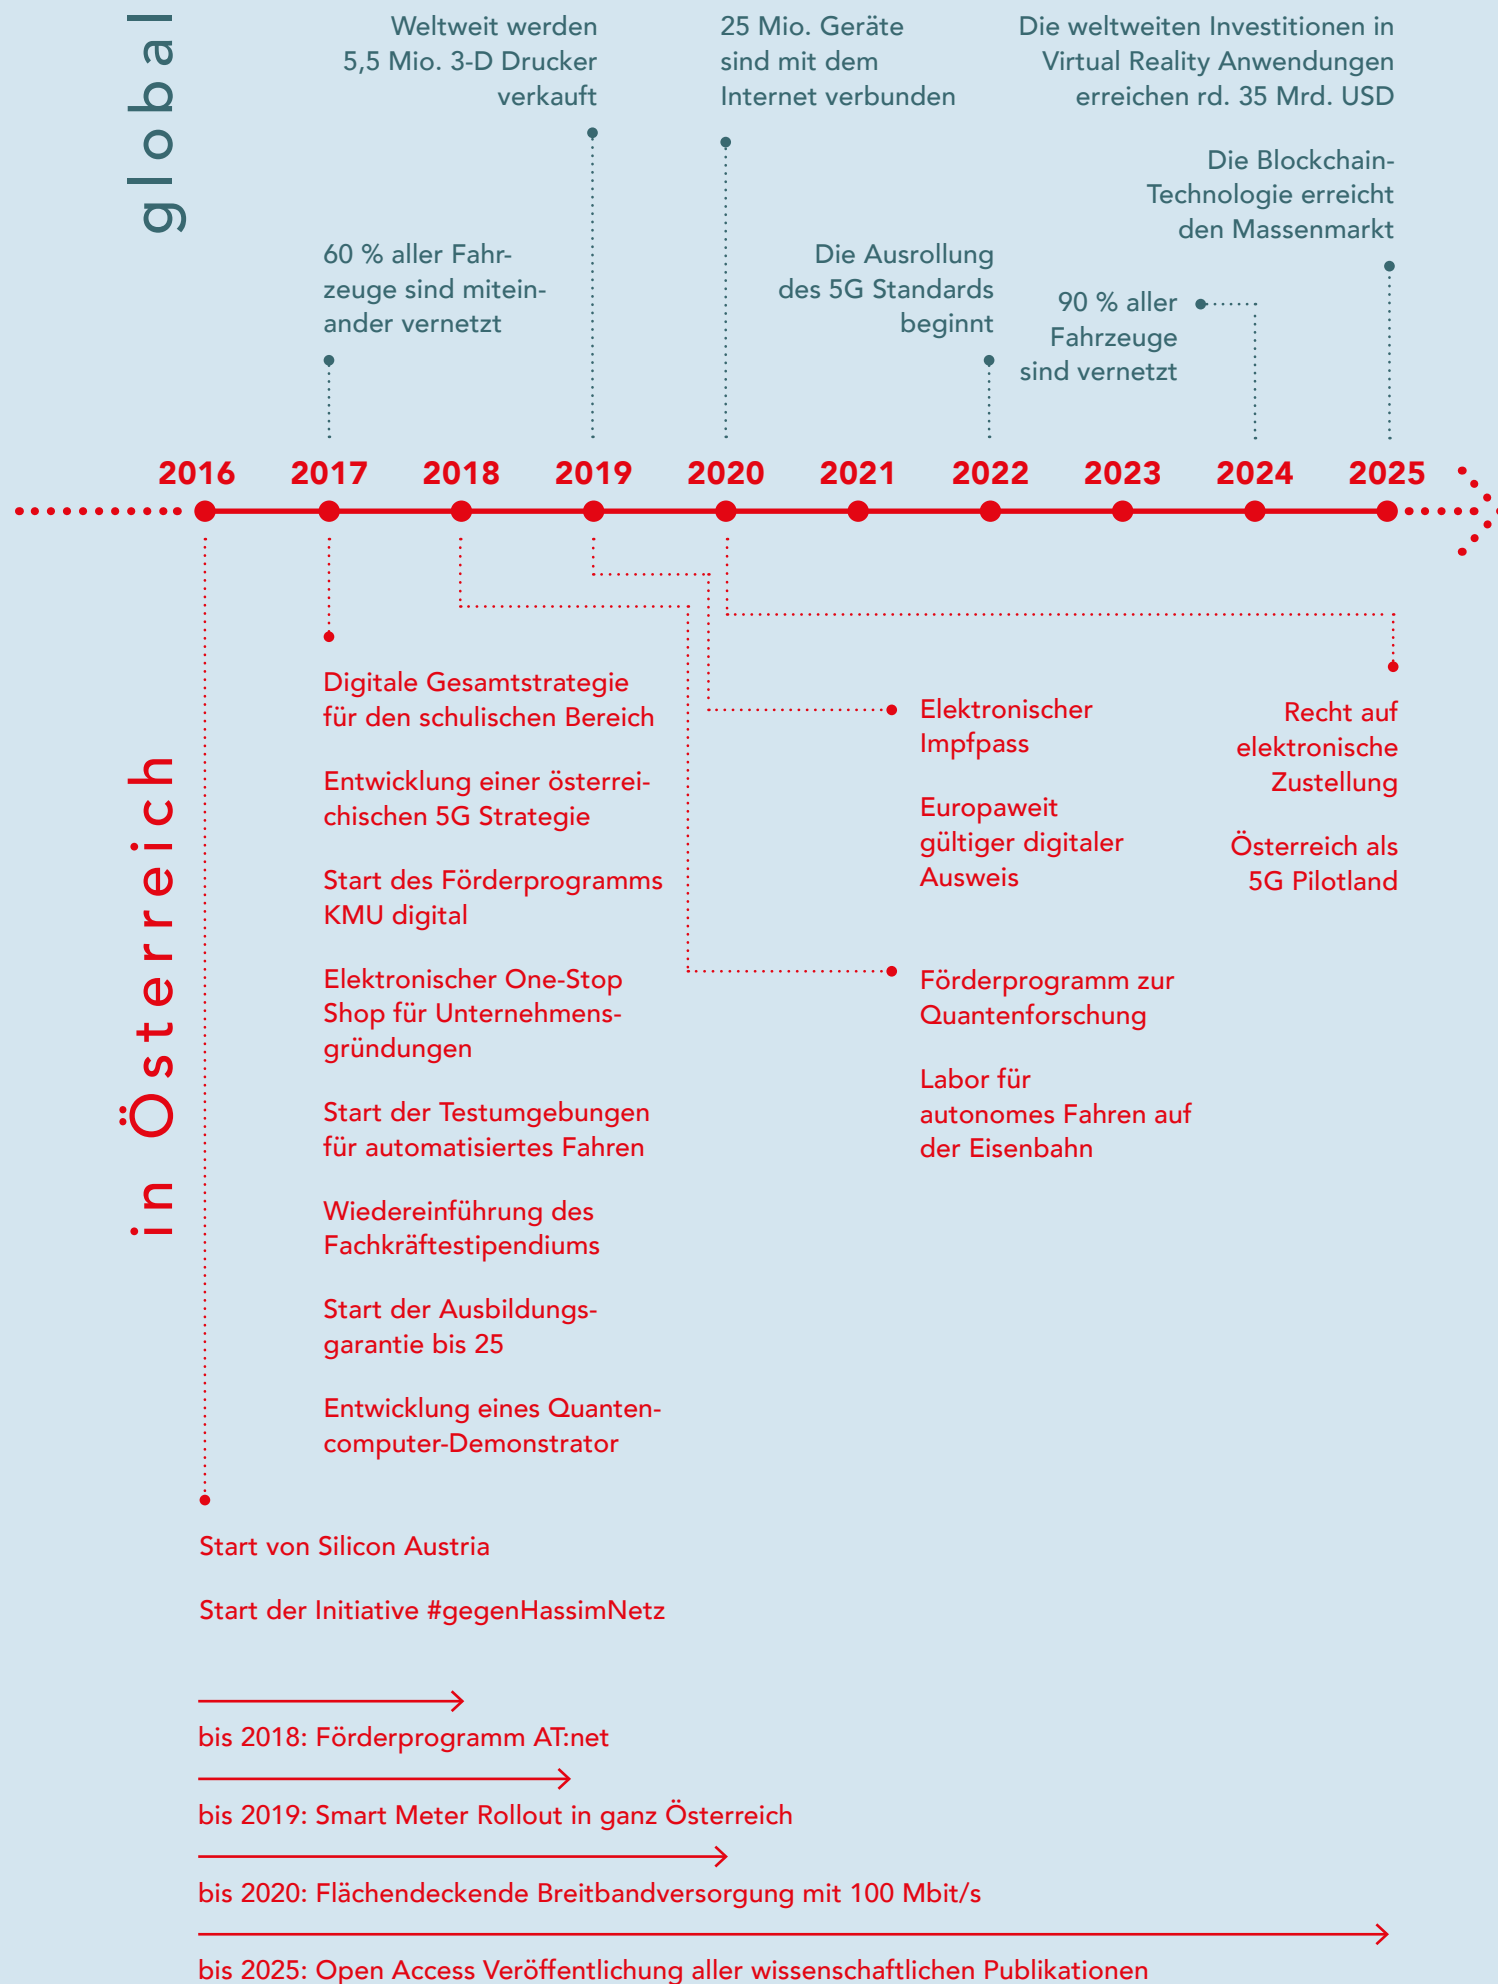 global
Weltweit werden
5,5 Mio. 3-D Drucker
verkauft
25 Mio. Geräte
sind mit dem
Internet verbunden
Die weltweiten Investitionen in
Virtual Reality Anwendungen
erreichen rd. 35 Mrd. USD
Die Blockchain-
Technologie erreicht
den Massenmarkt
60 % aller Fahr-
zeuge sind mitein-
ander vernetzt
Die Ausrollung
des 5G Standards
beginnt
90 % aller
Fahrzeuge
sind vernetzt
2016 2017 2018 2019 2020 2021 2022 2023 2024 2025
in Österreich
Digitale Gesamtstrategie
für den schulischen Bereich
Entwicklung einer österrei-
chischen 5G Strategie
Start des Förderprogramms
KMU digital
Elektronischer One-Stop
Shop für Unternehmens-
gründungen
Start der Testumgebungen
für automatisiertes Fahren
Wiedereinführung des
Fachkräftestipendiums
Start der Ausbildungs-
garantie bis 25
Entwicklung eines Quanten-
computer-Demonstrator
Elektronischer
Impfpass
Europaweit
gültiger digitaler
Ausweis
Förderprogramm zur
Quantenforschung
Labor für
autonomes Fahren auf
der Eisenbahn
Recht auf
elektronische
Zustellung
Österreich als
5G Pilotland
Start von Silicon Austria
Start der Initiative #gegenHassimNetz
bis 2018: Förderprogramm AT:net
bis 2019: Smart Meter Rollout in ganz Österreich
bis 2020: Flächendeckende Breitbandversorgung mit 100 Mbit/s
bis 2025: Open Access Veröffentlichung aller wissenschaftlichen Publikationen